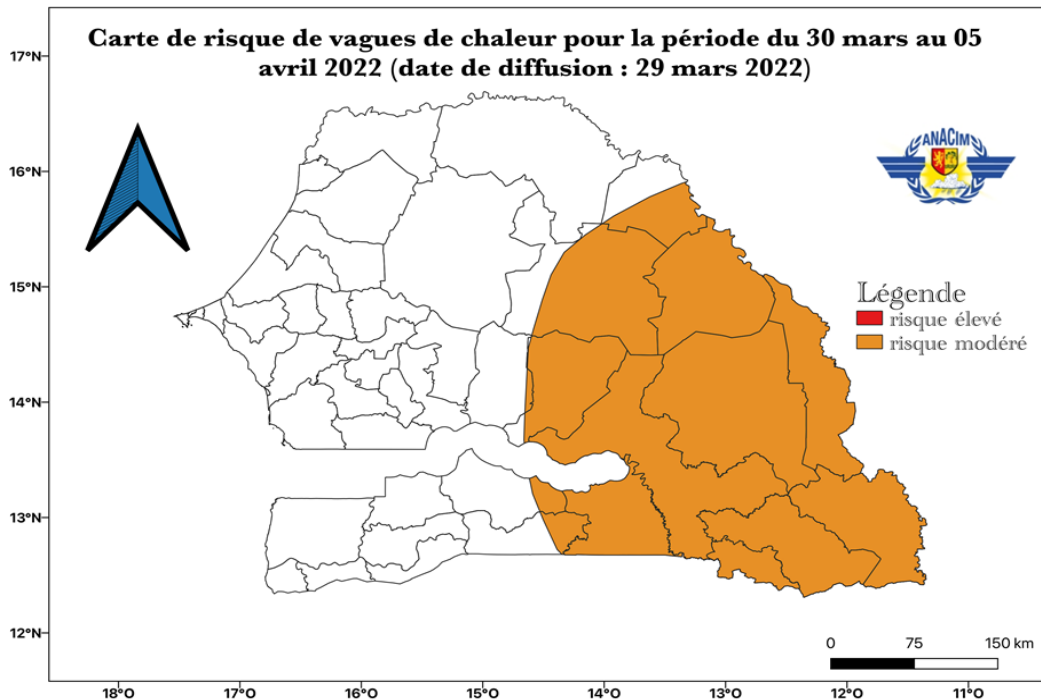 Carte de risque de vagues de chaleur pour la période du 30 mars au 05
avril 2022 (date de diffusion : 29 mars 2022)
ANACIM
17°N
16°N
15°N
14°N
13°N
12°N
Légende
risque élevé
risque modéré
0 75 150 km
18°O 17°O 16°O 15°O 14°O 13°O 12°O 11°O